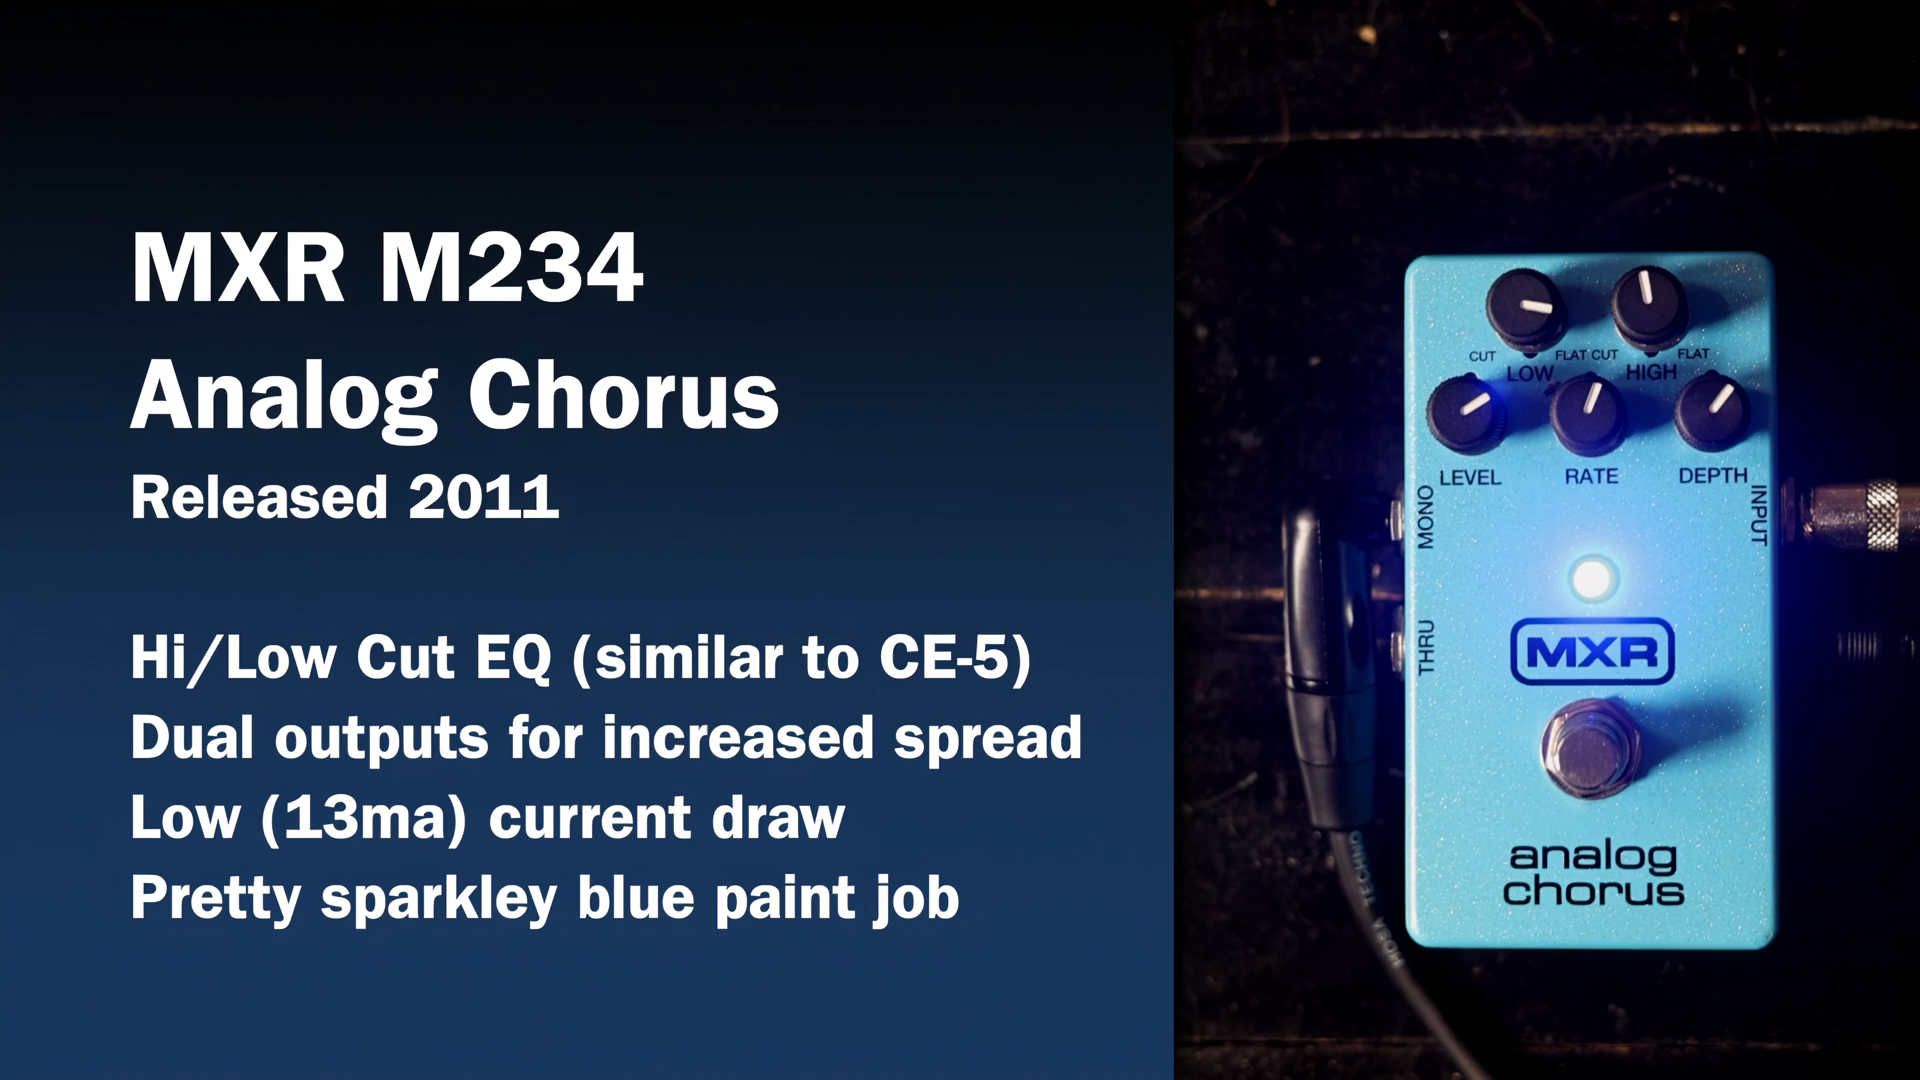 MXR M234
Analog Chorus
Released 2011
Hi/Low Cut EQ (similar to CE-5)
Dual outputs for increased spread
Low (13ma) current draw
Pretty sparkley blue paint job
CUT FLAT CUT FLAT
LOW HIGH
LEVEL RATE DEPTH
MONO
INPUT
THRU
MXR
analog
chorus
HOSA TECHNO